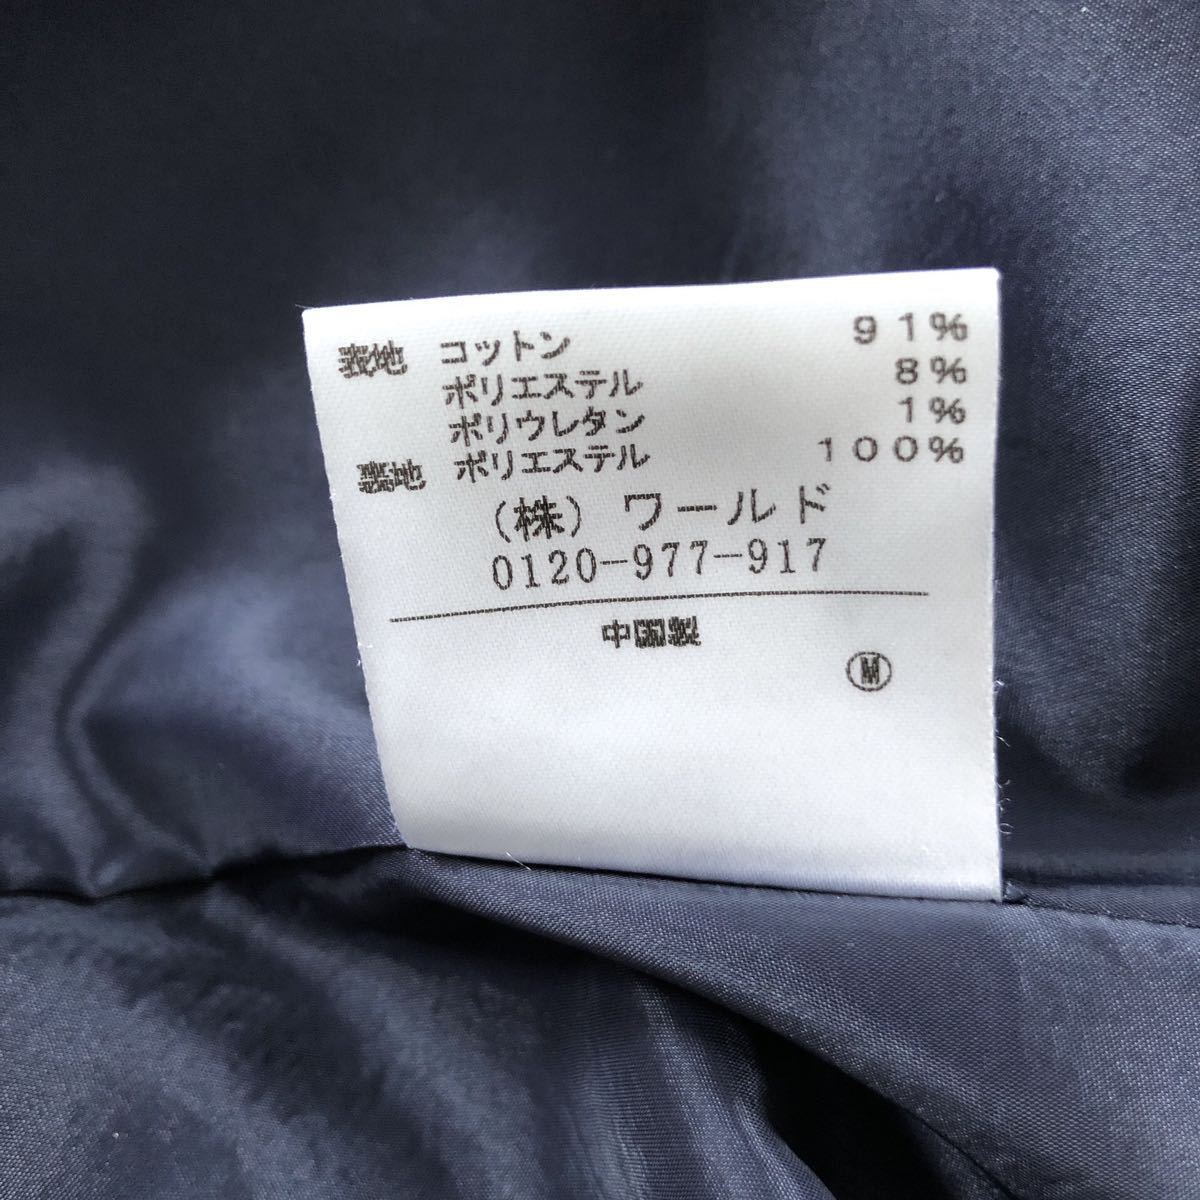 表地 コットン 91%
ポリエステル 8%
ポリウレタン 1%
裏地 ポリエステル 100%
(株) ワールド
0120-977-917
中国製
Ⓜ